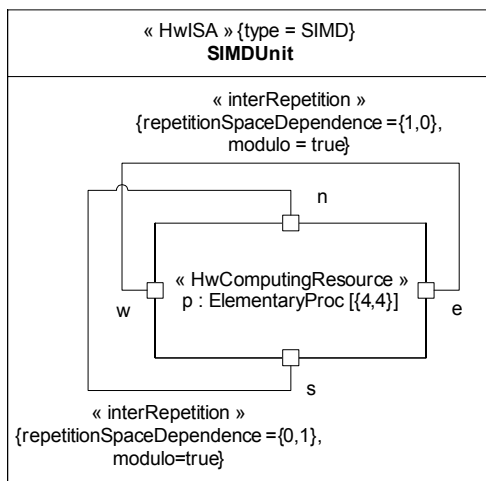 « HwISA » {type = SIMD}
SIMDUnit
« interRepetition »
{repetitionSpaceDependence ={1,0},
modulo = true}
n
« HwComputingResource »
p : ElementaryProc [{4,4}]
w
e
s
« interRepetition »
{repetitionSpaceDependence ={0,1},
modulo=true}